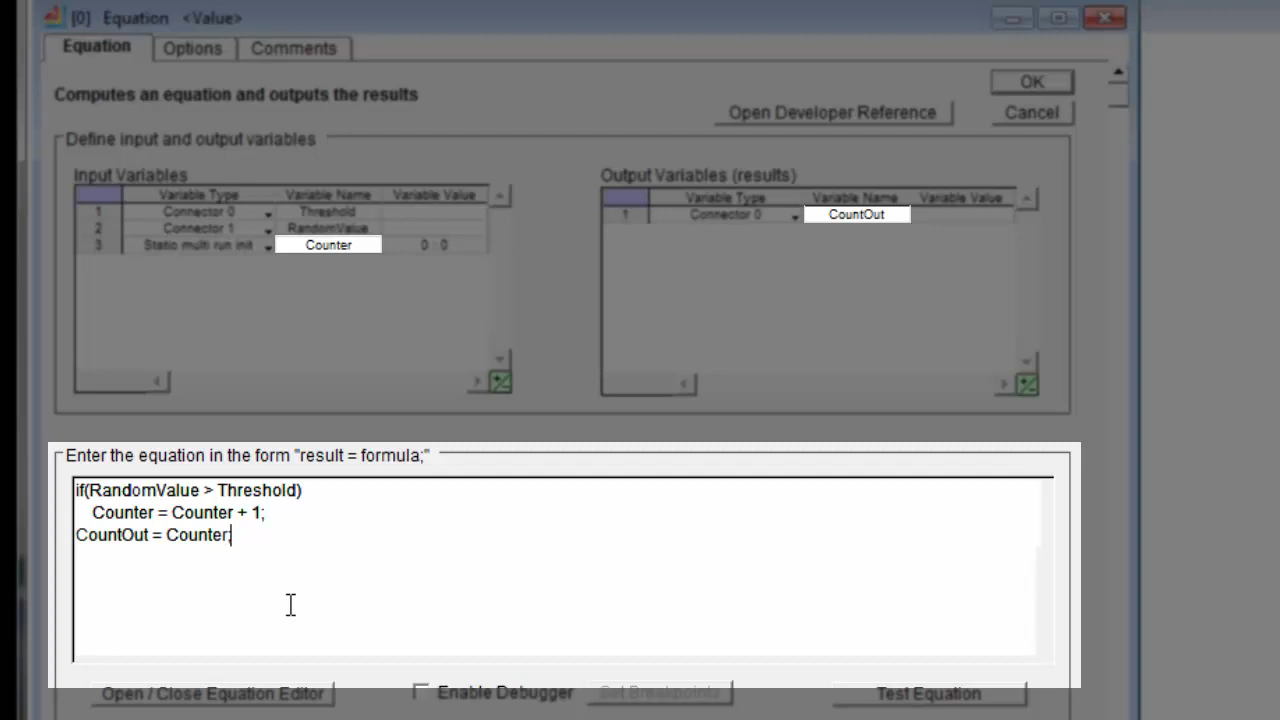 [0] Equation <Value>
Equation Options Comments
Computes an equation and outputs the results
OK
Open Developer Reference
Cancel
Define input and output variables
Input Variables
Variable Type Variable Name Variable Value
1 Connector 0 Threshold
2 Connector 1 RandomValue
3 Static multi run init Counter 0 0
Output Variables (results)
Variable Type Variable Name Variable Value
1 Connector 0 CountOut
Enter the equation in the form "result = formula;"
if(RandomValue > Threshold)
Counter = Counter + 1;
CountOut = Counter;
Open / Close Equation Editor
Enable Debugger
Set Breakpoints
Test Equation